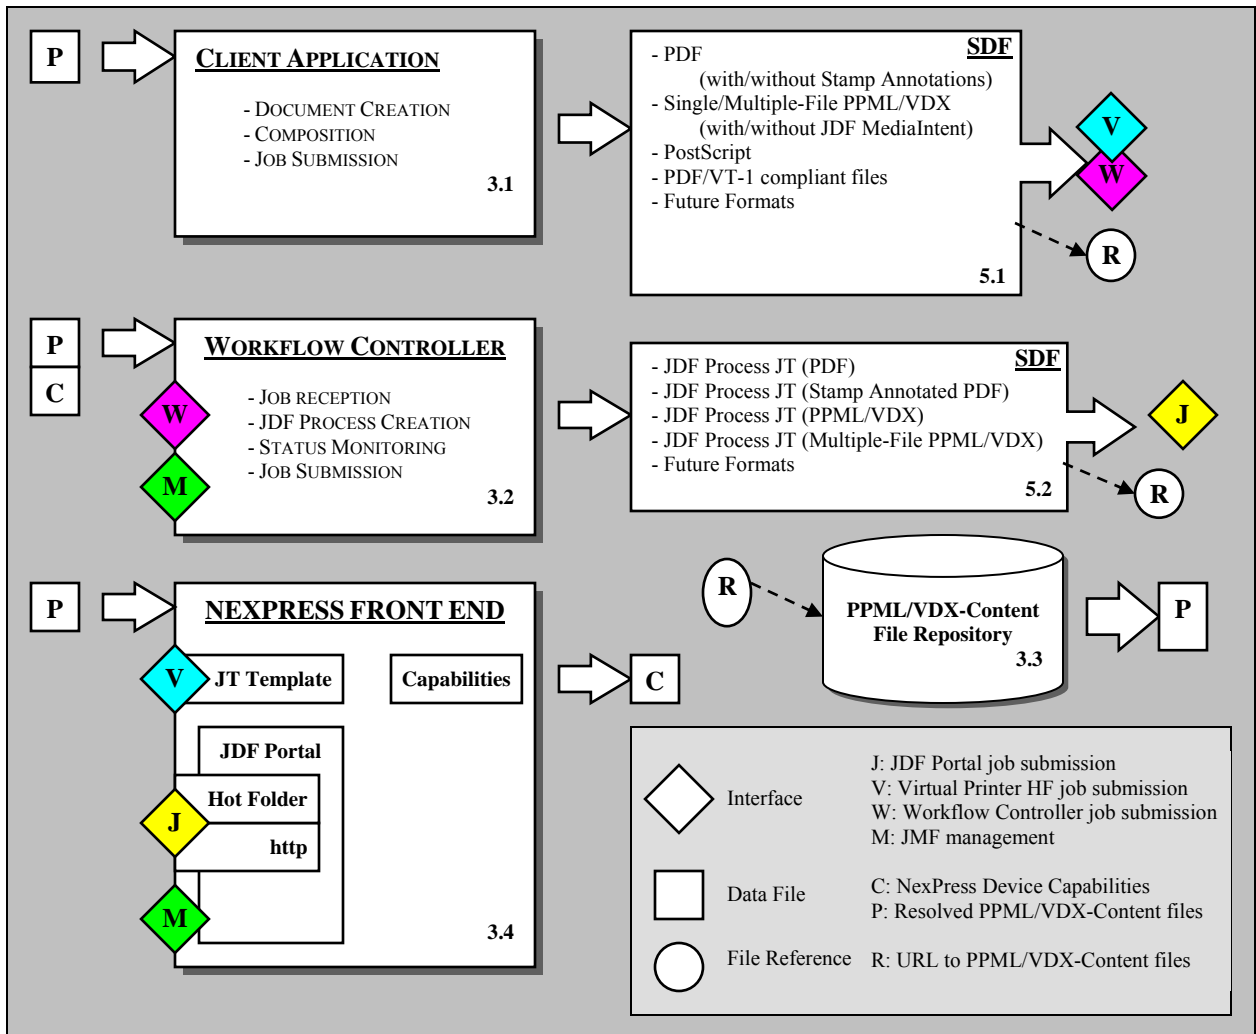 P
CLIENT APPLICATION
- DOCUMENT CREATION
- COMPOSITION
- JOB SUBMISSION
3.1
SDF
- PDF
(with/without Stamp Annotations)
- Single/Multiple-File PPML/VDX
(with/without JDF MediaIntent)
- PostScript
- PDF/VT-1 compliant files
- Future Formats
5.1
V
W
R
P
C
WORKFLOW CONTROLLER
- JOB RECEPTION
- JDF PROCESS CREATION
- STATUS MONITORING
- JOB SUBMISSION
3.2
W
M
SDF
- JDF Process JT (PDF)
- JDF Process JT (Stamp Annotated PDF)
- JDF Process JT (PPML/VDX)
- JDF Process JT (Multiple-File PPML/VDX)
- Future Formats
5.2
J
R
P
NEXPRESS FRONT END
V
JT Template
Capabilities
JDF Portal
Hot Folder
J
http
M
3.4
C
R
PPML/VDX-Content
File Repository
3.3
P
Interface
J: JDF Portal job submission
V: Virtual Printer HF job submission
W: Workflow Controller job submission
M: JMF management
Data File
C: NexPress Device Capabilities
P: Resolved PPML/VDX-Content files
File Reference
R: URL to PPML/VDX-Content files